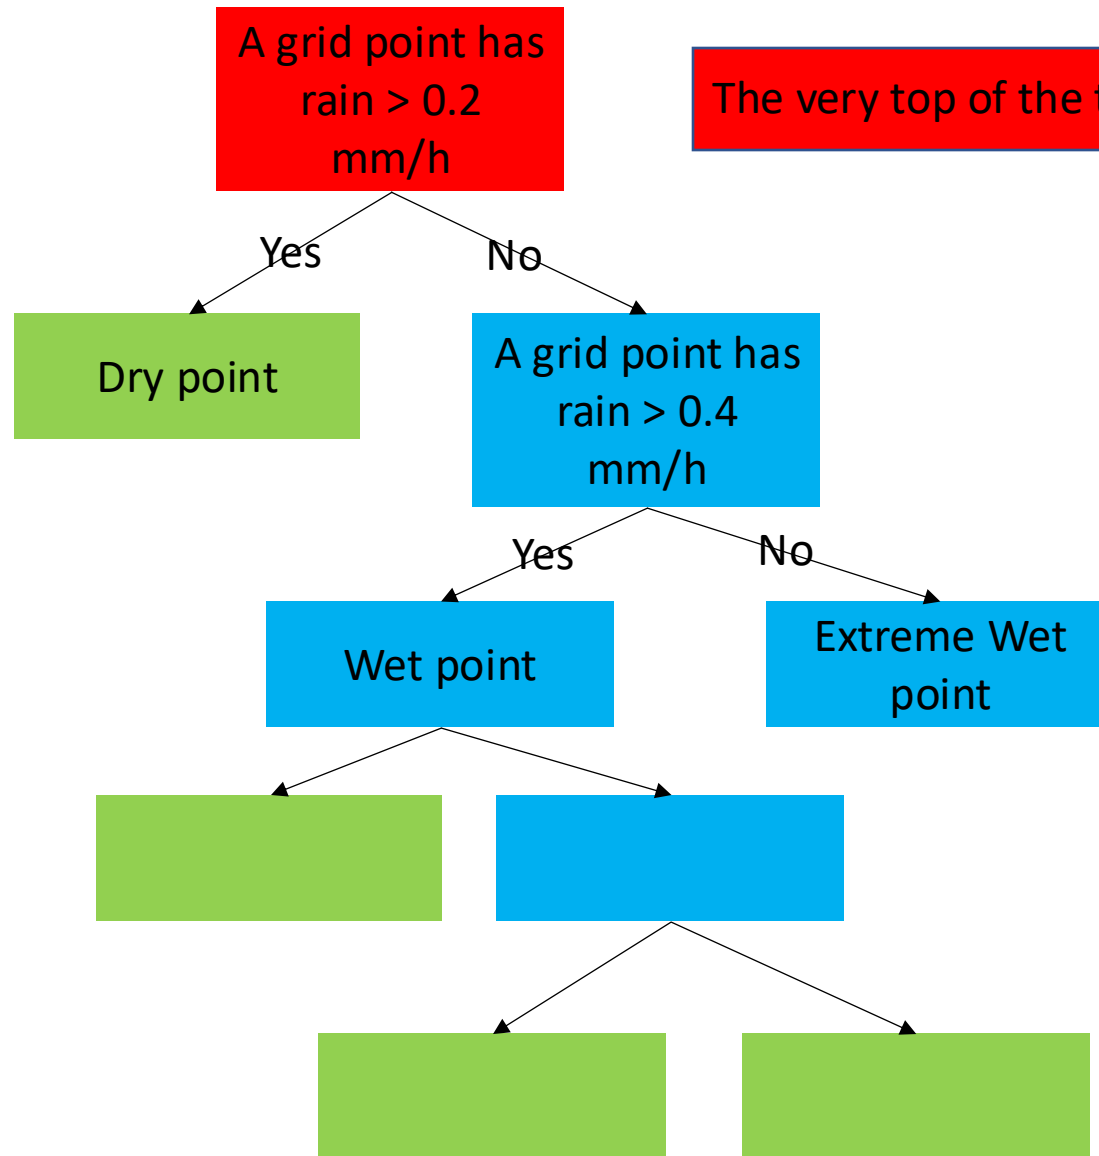 A grid point has
rain > 0.2
mm/h
The very top of the
Yes
No
Dry point
A grid point has
rain > 0.4
mm/h
Yes
No
Wet point
Extreme Wet
point